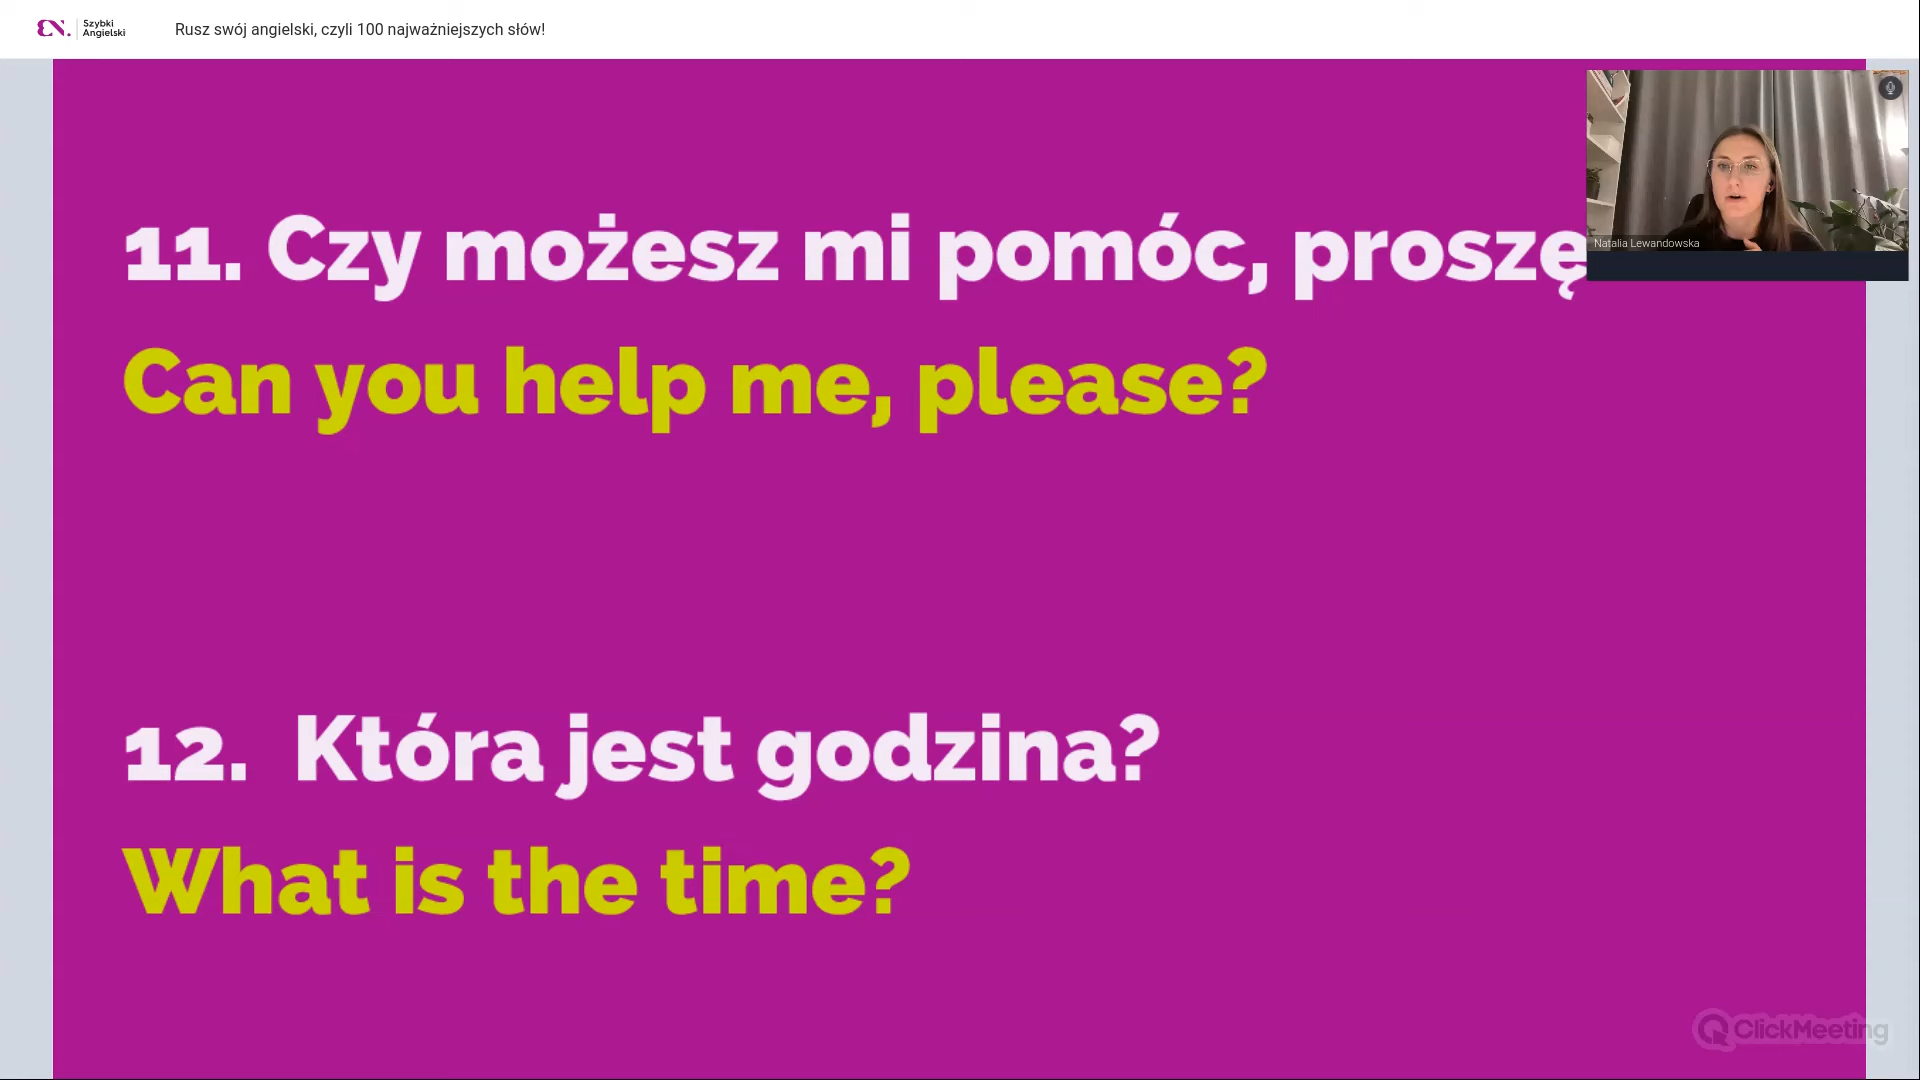 EN. Szybki Angielski
Rusz swój angielski, czyli 100 najważniejszych słów!
11. Czy możesz mi pomóc, proszę
Natalia Lewandowska
Can you help me, please?
12. Która jest godzina?
What is the time?
ClickMeeting